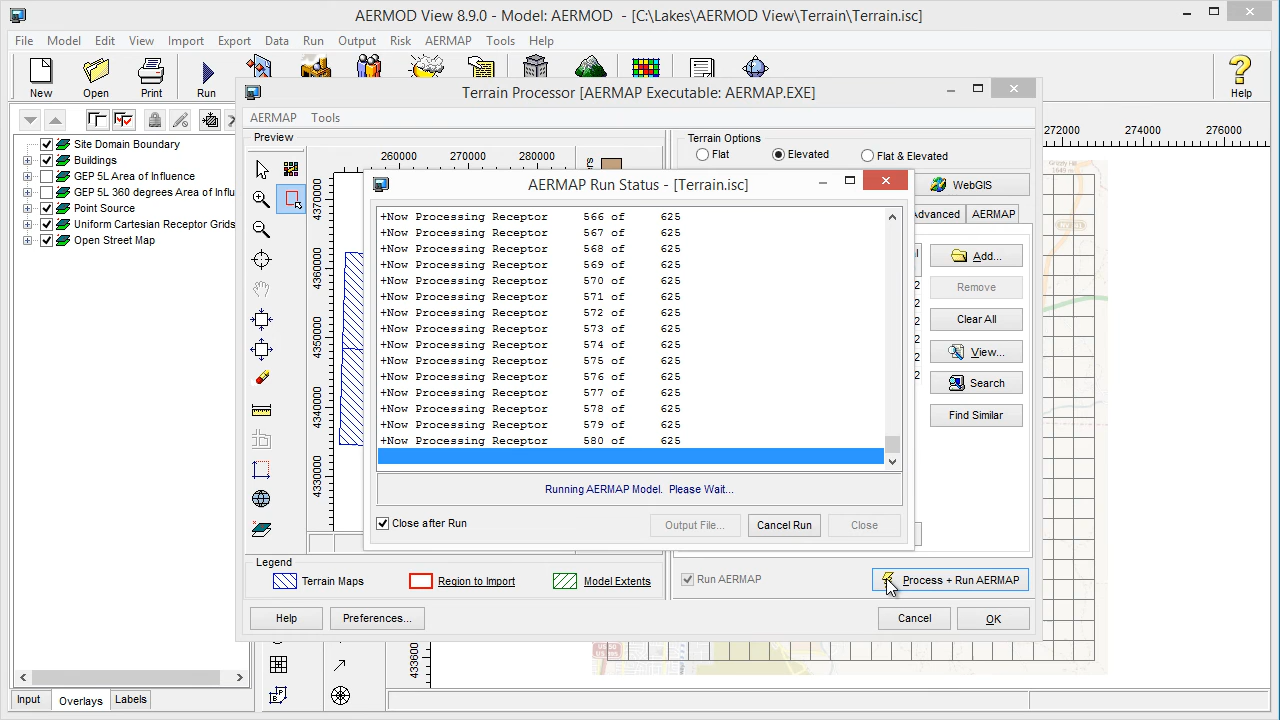 AERMOD View 8.9.0 - Model: AERMOD - [C:\Lakes\AERMOD View\Terrain\Terrain.isc]
File Model Edit View Import Export Data Run Output Risk AERMAP Tools Help
New Open Print Run Help
Terrain Processor [AERMAP Executable: AERMAP.EXE]
AERMAP Tools
Preview
Terrain Options
Flat Elevated Flat & Elevated
260000 270000 280000
272000 274000 276000
Site Domain Boundary
Buildings
GEP 5L Area of Influence
GEP 5L 360 degrees Area of Influ
Point Source
Uniform Cartesian Receptor Grids
Open Street Map
4370000
4360000
4350000
4340000
4330000
AERMAP Run Status - [Terrain.isc]
+Now Processing Receptor 566 of 625
+Now Processing Receptor 567 of 625
+Now Processing Receptor 568 of 625
+Now Processing Receptor 569 of 625
+Now Processing Receptor 570 of 625
+Now Processing Receptor 571 of 625
+Now Processing Receptor 572 of 625
+Now Processing Receptor 573 of 625
+Now Processing Receptor 574 of 625
+Now Processing Receptor 575 of 625
+Now Processing Receptor 576 of 625
+Now Processing Receptor 577 of 625
+Now Processing Receptor 578 of 625
+Now Processing Receptor 579 of 625
+Now Processing Receptor 580 of 625
Running AERMAP Model. Please Wait...
Close after Run
Output File... Cancel Run Close
WebGIS
Advanced AERMAP
Add...
Remove
Clear All
View...
Search
Find Similar
Legend
Terrain Maps Region to Import Model Extents
Run AERMAP
Process + Run AERMAP
Help Preferences... Cancel OK
Input Overlays Labels